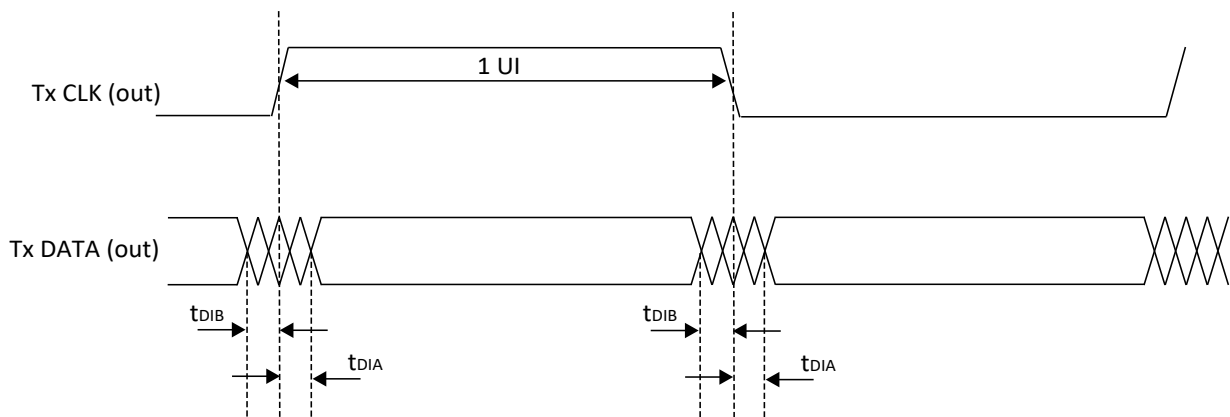 1 UI
Tx CLK (out)
Tx DATA (out)
tDIB
tDIB
tDIA
tDIA